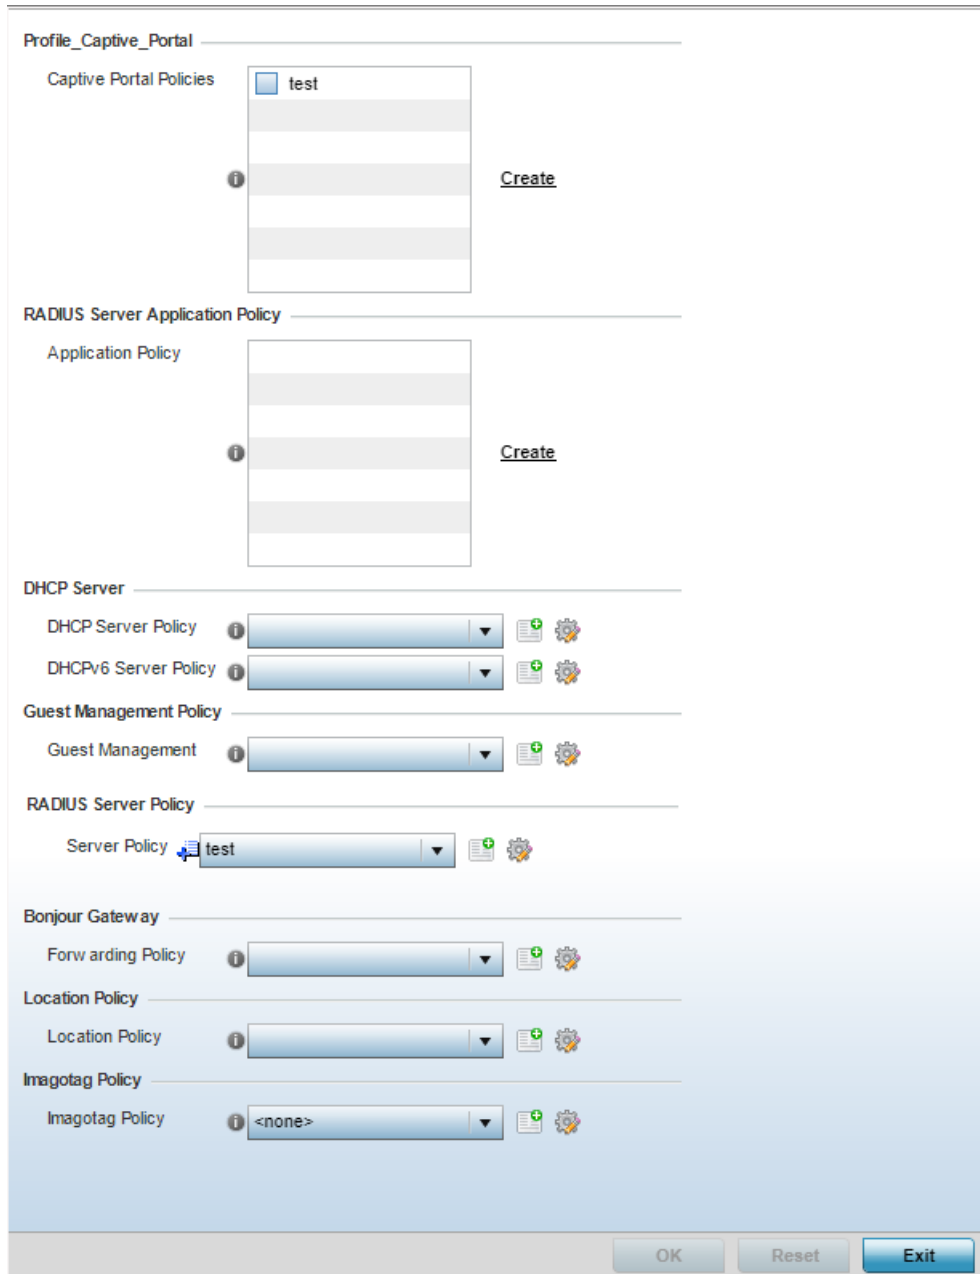 Profile_Captive_Portal
Captive Portal Policies
test
Create
RADIUS Server Application Policy
Application Policy
Create
DHCP Server
DHCP Server Policy
DHCPv6 Server Policy
Guest Management Policy
Guest Management
RADIUS Server Policy
Server Policy test
Bonjour Gateway
Forwarding Policy
Location Policy
Location Policy
Imagotag Policy
Imagotag Policy <none>
OK Reset Exit